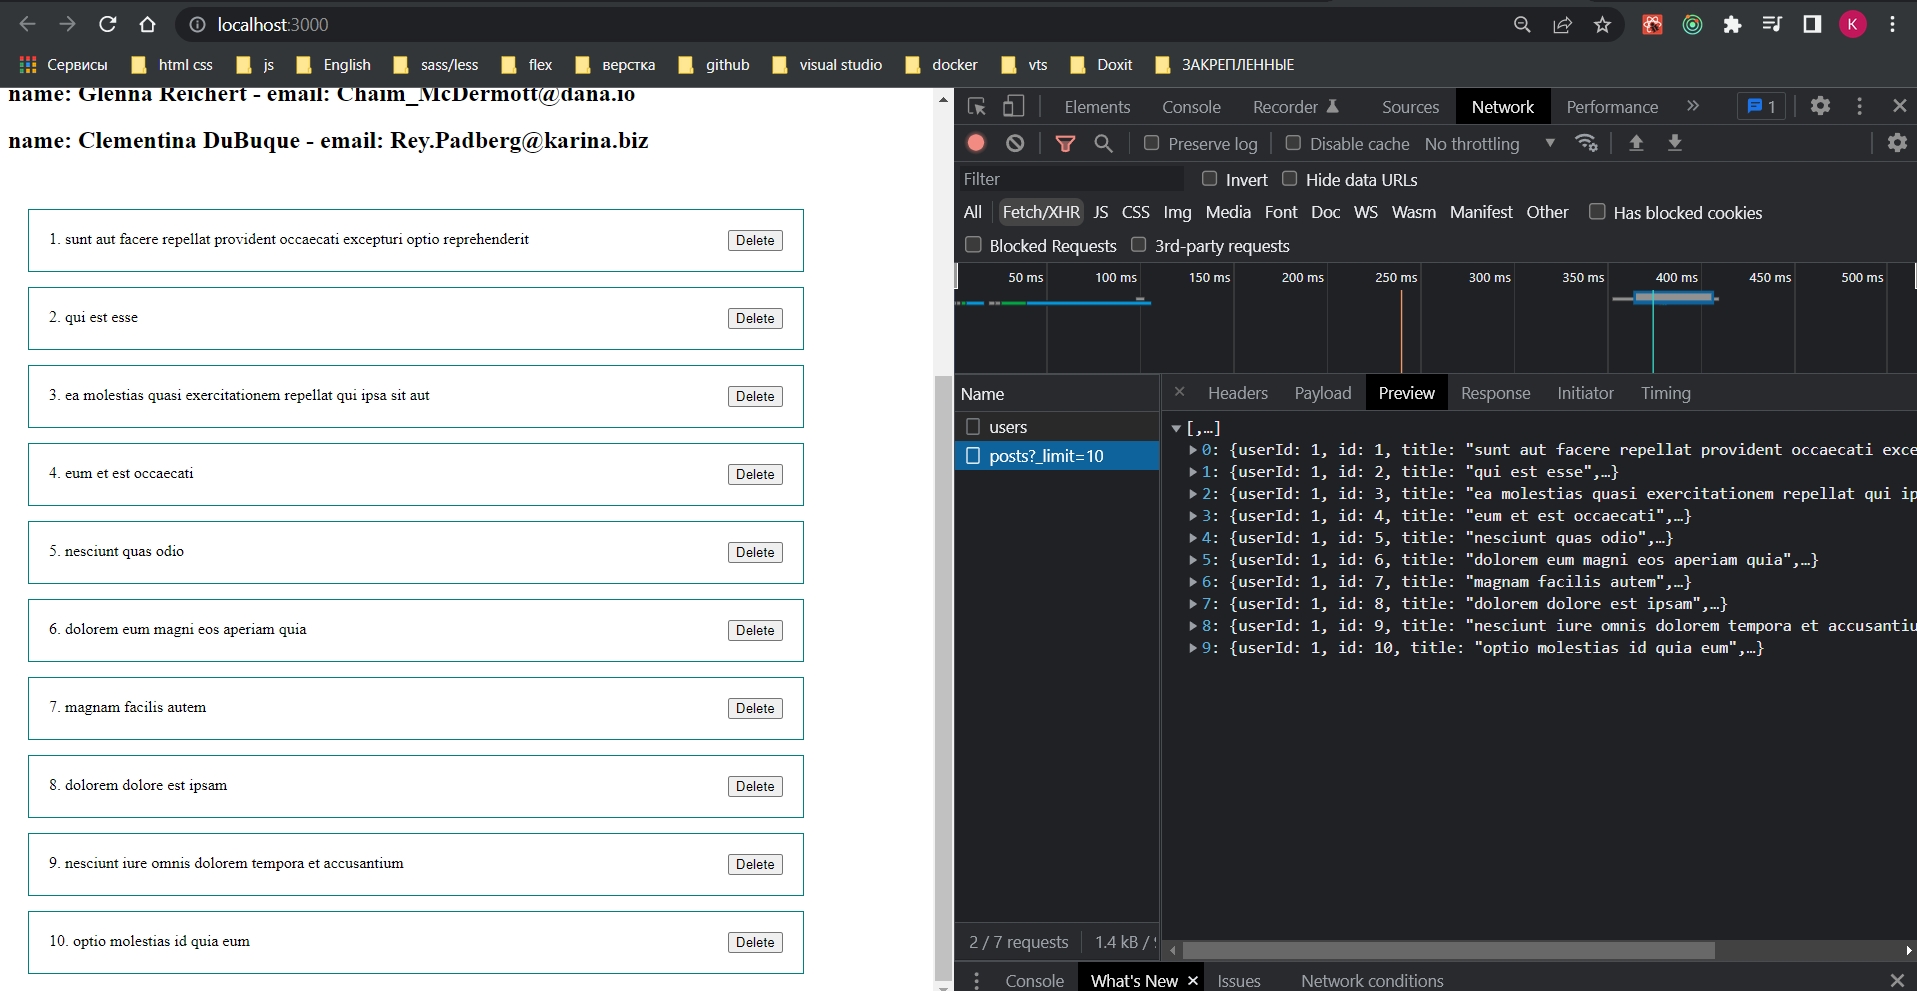 localhost:3000
K
Сервисы html css js English sass/less flex верстка github visual studio docker vts Doxit ЗАКРЕПЛЕННЫЕ
name: Glenna Reichert - email: Chaim_McDermott@dana.io
name: Clementina DuBuque - email: Rey.Padberg@karina.biz
1. sunt aut facere repellat provident occaecati excepturi optio reprehenderit Delete
2. qui est esse Delete
3. ea molestias quasi exercitationem repellat qui ipsa sit aut Delete
4. eum et est occaecati Delete
5. nesciunt quas odio Delete
6. dolorem eum magni eos aperiam quia Delete
7. magnam facilis autem Delete
8. dolorem dolore est ipsam Delete
9. nesciunt iure omnis dolorem tempora et accusantium Delete
10. optio molestias id quia eum Delete
Elements Console Recorder Sources Network Performance » 1
Preserve log Disable cache No throttling
Filter Invert Hide data URLs
All Fetch/XHR JS CSS Img Media Font Doc WS Wasm Manifest Other Has blocked cookies
Blocked Requests 3rd-party requests
50 ms 100 ms 150 ms 200 ms 250 ms 300 ms 350 ms 400 ms 450 ms 500 ms
Name
users
posts?_limit=10
2 / 7 requests 1.4 kB /
Headers Payload Preview Response Initiator Timing
[,…]
0: {userId: 1, id: 1, title: "sunt aut facere repellat provident occaecati exce
1: {userId: 1, id: 2, title: "qui est esse",…}
2: {userId: 1, id: 3, title: "ea molestias quasi exercitationem repellat qui ip
3: {userId: 1, id: 4, title: "eum et est occaecati",…}
4: {userId: 1, id: 5, title: "nesciunt quas odio",…}
5: {userId: 1, id: 6, title: "dolorem eum magni eos aperiam quia",…}
6: {userId: 1, id: 7, title: "magnam facilis autem",…}
7: {userId: 1, id: 8, title: "dolorem dolore est ipsam",…}
8: {userId: 1, id: 9, title: "nesciunt iure omnis dolorem tempora et accusantiu
9: {userId: 1, id: 10, title: "optio molestias id quia eum",…}
Console What's New Issues Network conditions